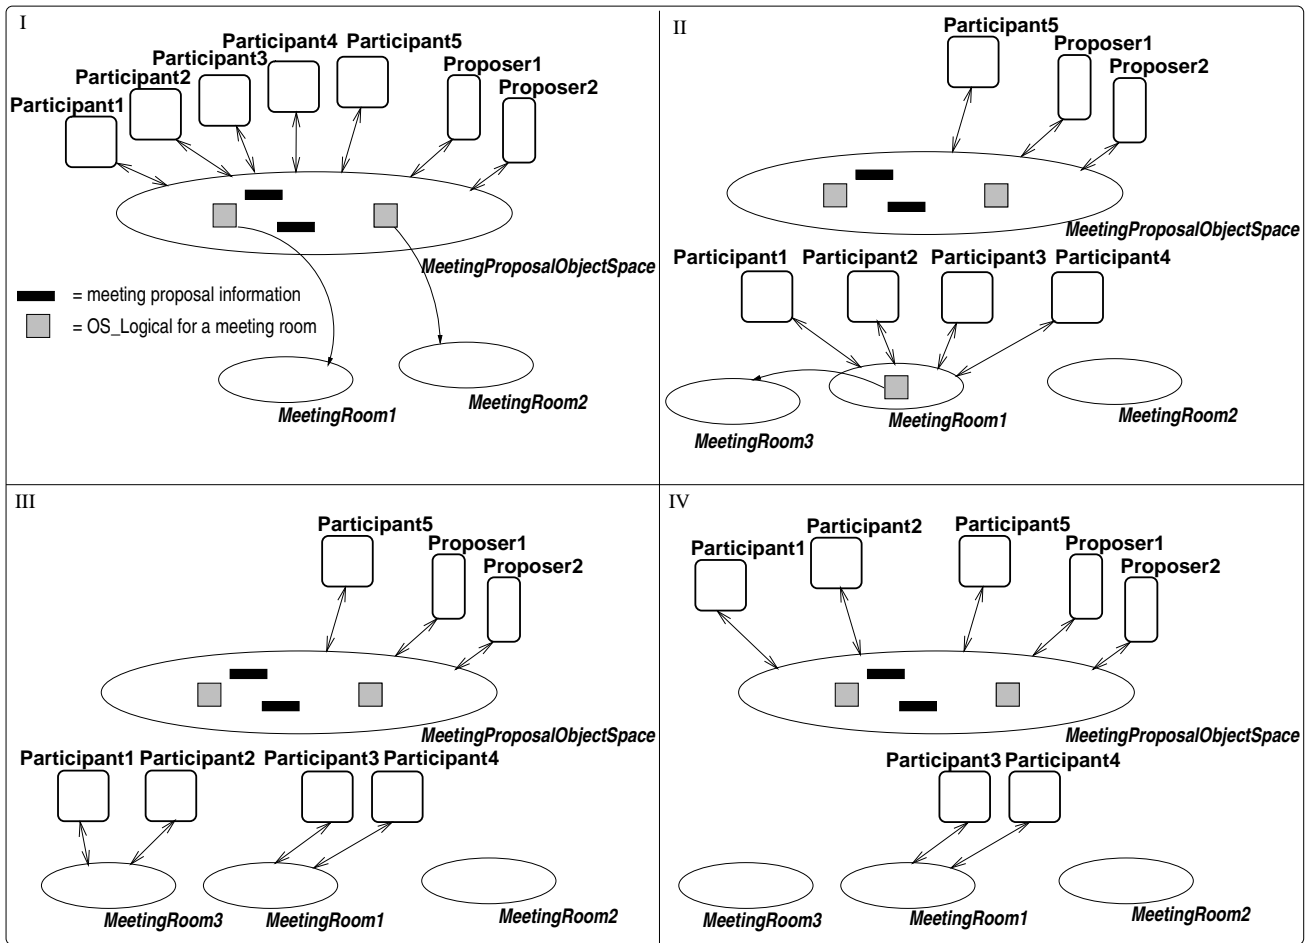 I
Participant4 Participant5
Participant3
Proposer1
Participant2
Proposer2
Participant1
MeetingProposalObjectSpace
= meeting proposal information
= OS_Logical for a meeting room
MeetingRoom1
MeetingRoom2
II
Participant5
Proposer1
Proposer2
MeetingProposalObjectSpace
Participant1 Participant2 Participant3 Participant4
MeetingRoom3
MeetingRoom1
MeetingRoom2
III
Participant5
Proposer1
Proposer2
MeetingProposalObjectSpace
Participant1 Participant2 Participant3 Participant4
MeetingRoom3
MeetingRoom1
MeetingRoom2
IV
Participant2
Participant5
Participant1
Proposer1
Proposer2
MeetingProposalObjectSpace
Participant3 Participant4
MeetingRoom3
MeetingRoom1
MeetingRoom2